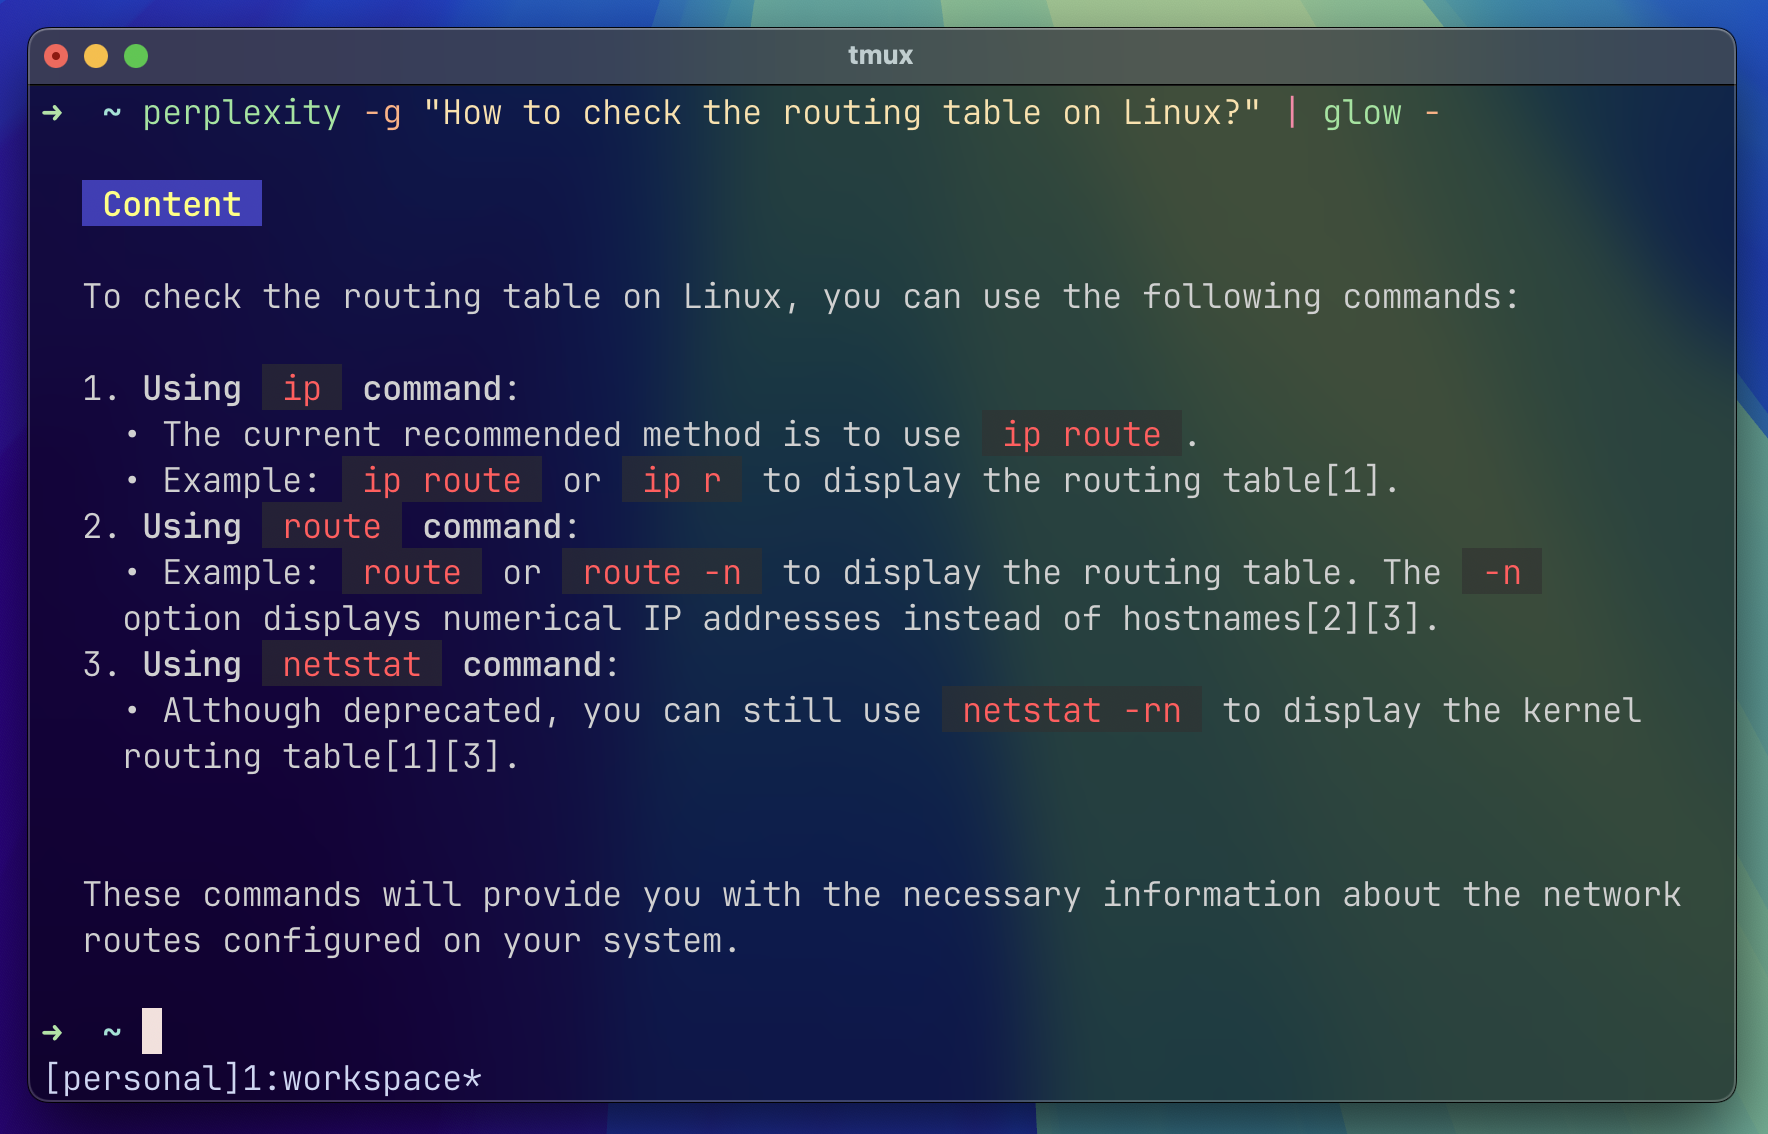 tmux
➜  ~ perplexity -g "How to check the routing table on Linux?" | glow -
Content
To check the routing table on Linux, you can use the following commands:
1. Using ip command:
• The current recommended method is to use ip route .
• Example: ip route or ip r to display the routing table[1].
2. Using route command:
• Example: route or route -n to display the routing table. The -n
option displays numerical IP addresses instead of hostnames[2][3].
3. Using netstat command:
• Although deprecated, you can still use netstat -rn to display the kernel
routing table[1][3].
These commands will provide you with the necessary information about the network
routes configured on your system.
➜  ~
[personal]1:workspace*